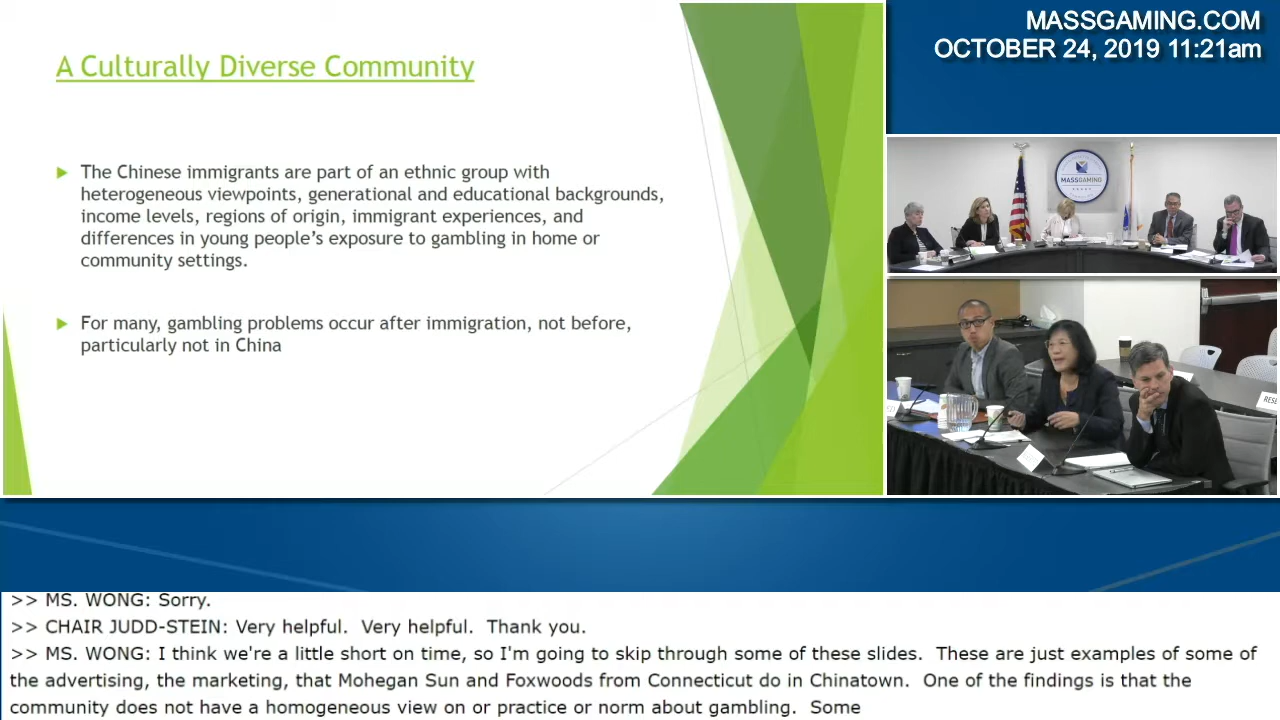 MASSGAMING.COM
OCTOBER 24, 2019 11:21am
A Culturally Diverse Community
The Chinese immigrants are part of an ethnic group with
heterogeneous viewpoints, generational and educational backgrounds,
income levels, regions of origin, immigrant experiences, and
differences in young people's exposure to gambling in home or
community settings.
For many, gambling problems occur after immigration, not before,
particularly not in China
MASSGAMING
>> MS. WONG: Sorry.
>> CHAIR JUDD-STEIN: Very helpful. Very helpful. Thank you.
>> MS. WONG: I think we're a little short on time, so I'm going to skip through some of these slides. These are just examples of some of
the advertising, the marketing, that Mohegan Sun and Foxwoods from Connecticut do in Chinatown. One of the findings is that the
community does not have a homogeneous view on or practice or norm about gambling. Some